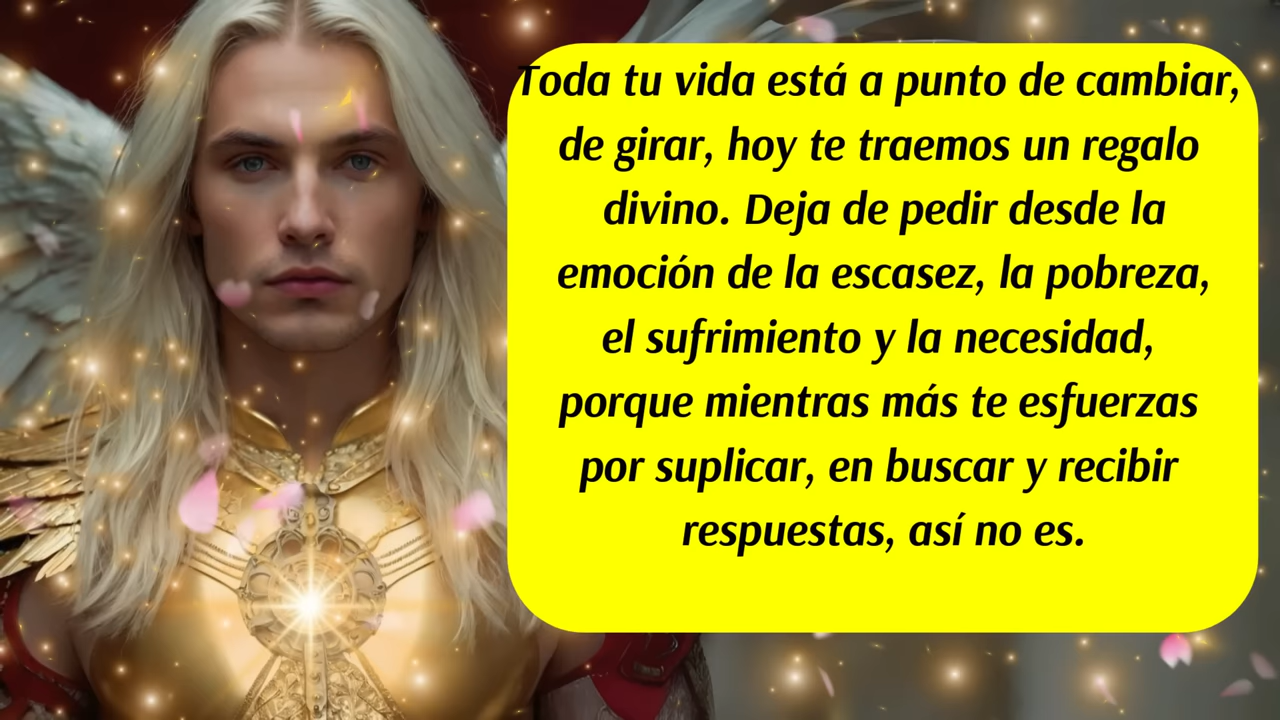 Toda tu vida está a punto de cambiar,
de girar, hoy te traemos un regalo
divino. Deja de pedir desde la
emoción de la escasez, la pobreza,
el sufrimiento y la necesidad,
porque mientras más te esfuerzas
por suplicar, en buscar y recibir
respuestas, así no es.